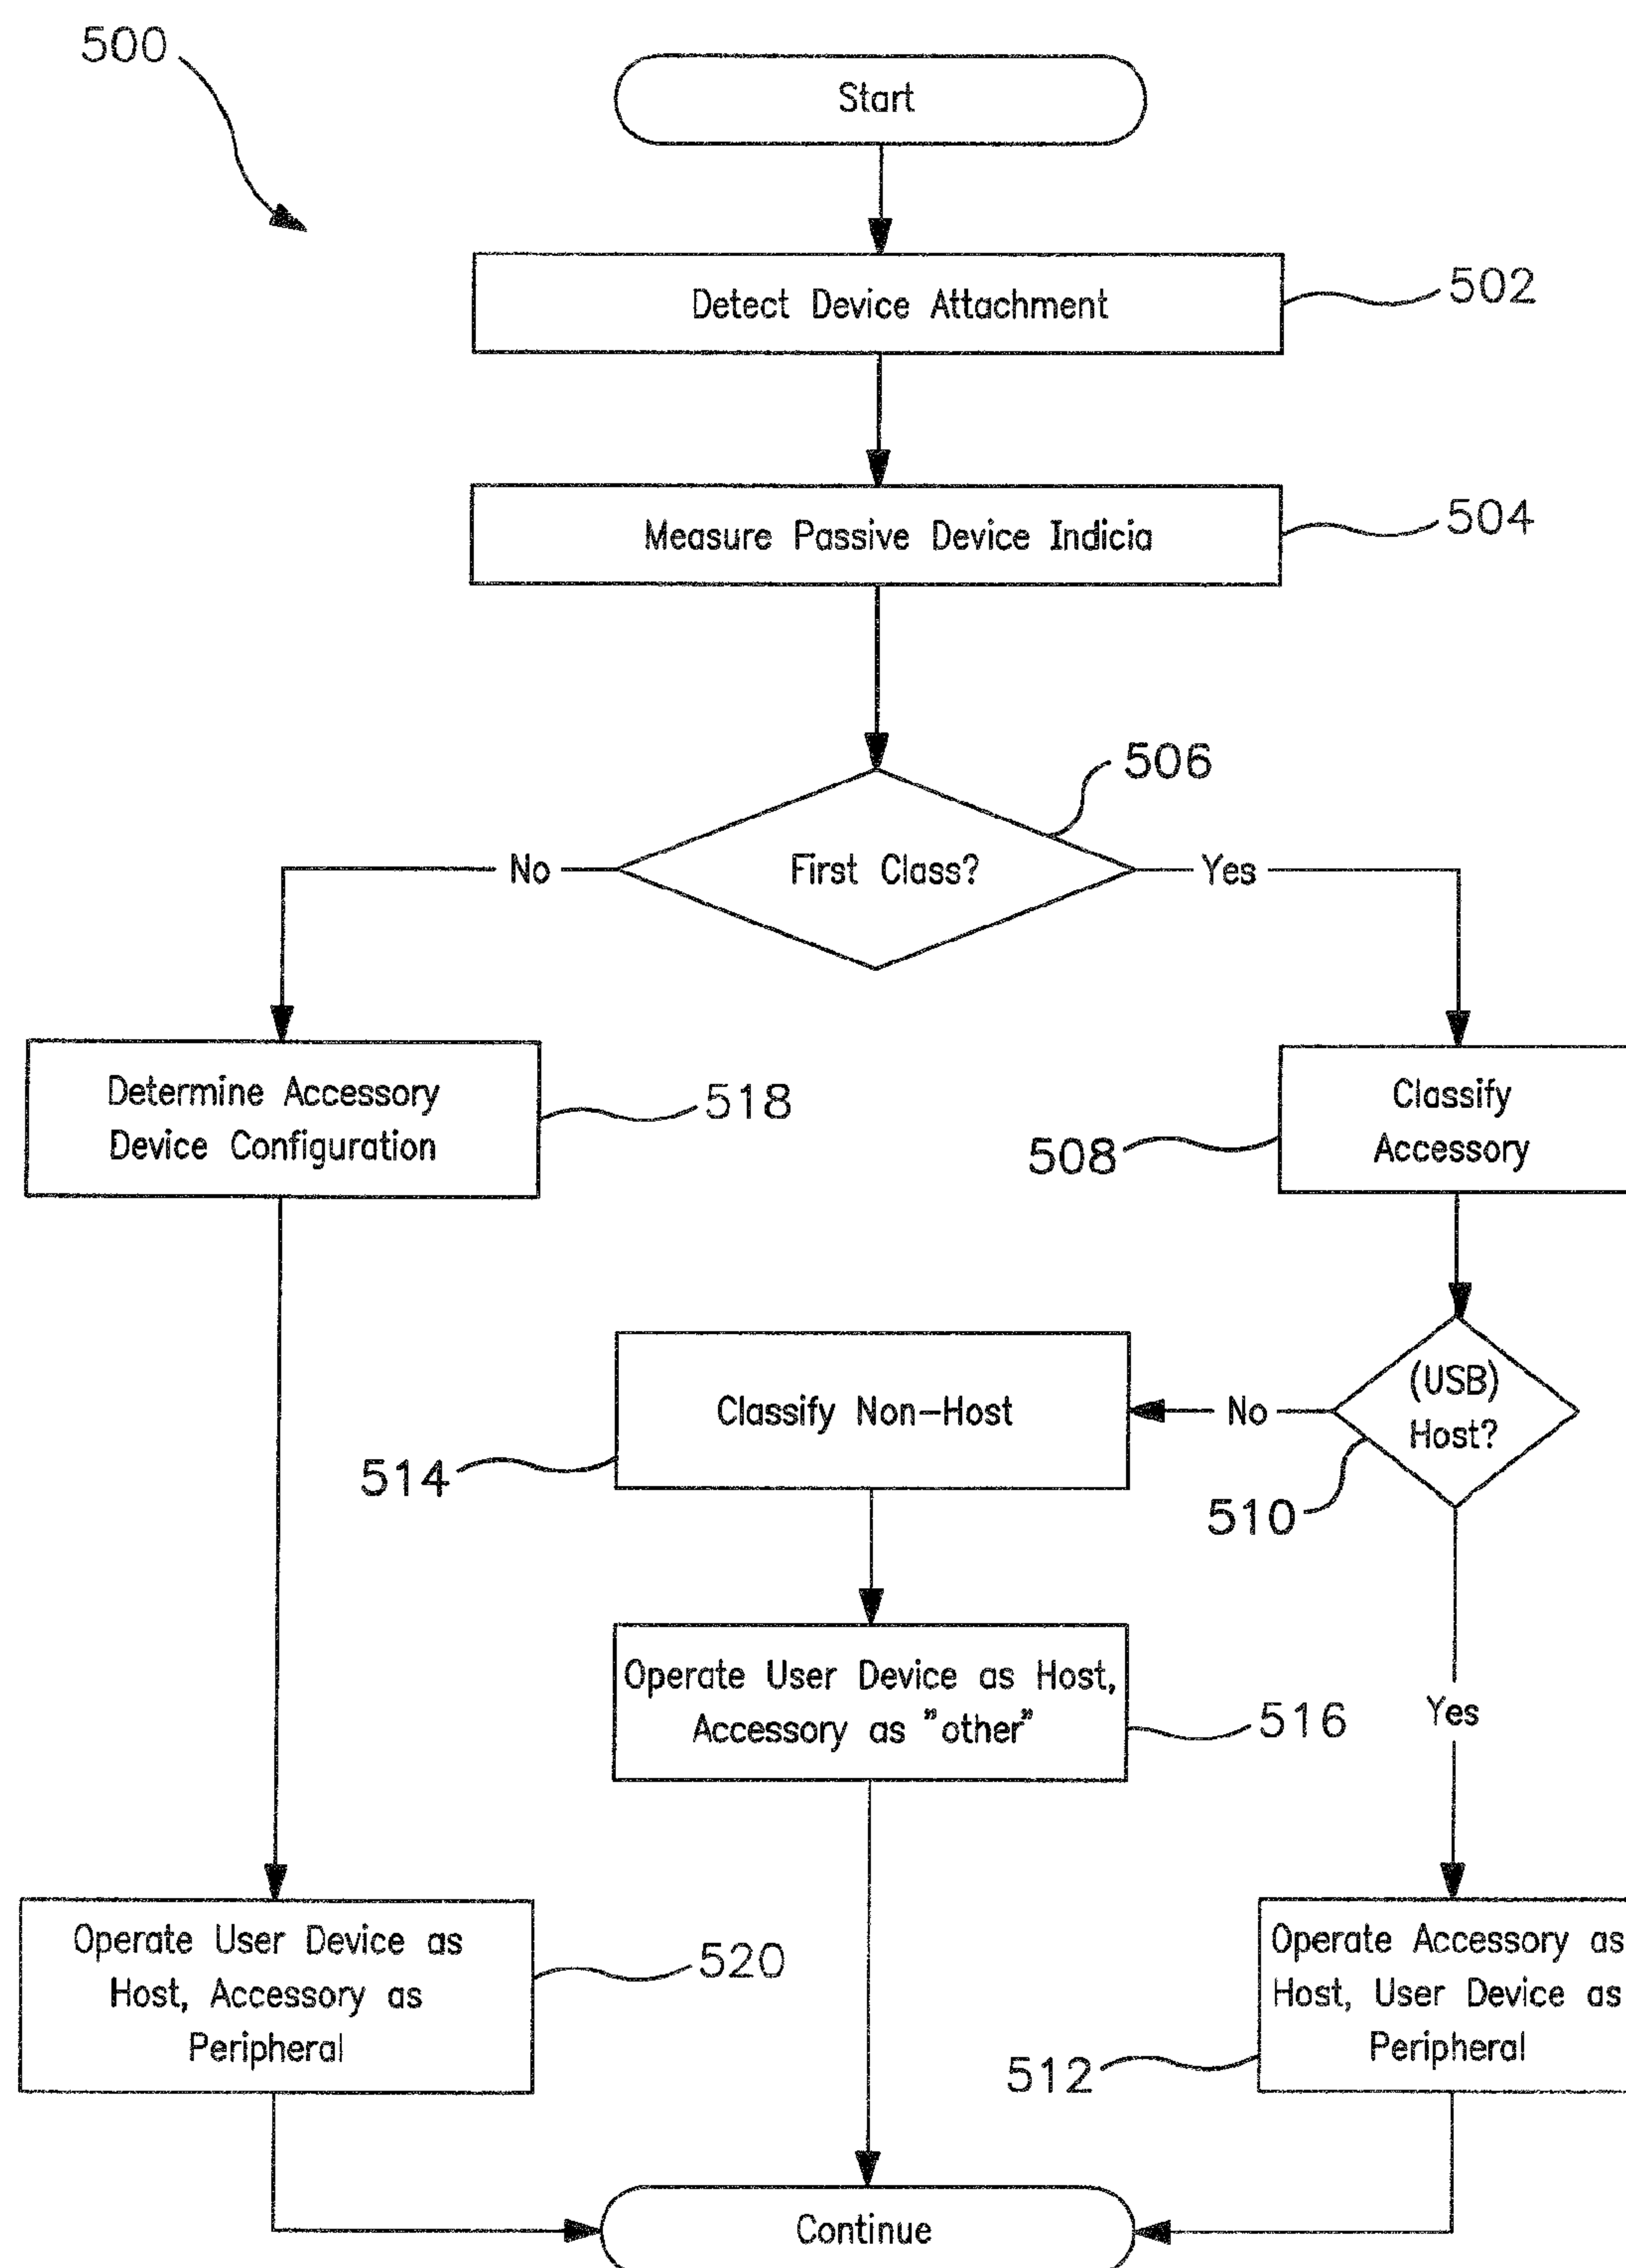 500
Start
Detect Device Attachment
502
Measure Passive Device Indicia
504
506
First Class?
No
Yes
Determine Accessory
Device Configuration
518
Classify
Accessory
508
(USB)
Host?
No
510
Classify Non-Host
514
Operate User Device as Host,
Accessory as "other"
516
Yes
Operate User Device as
Host, Accessory as
Peripheral
520
Operate Accessory as
Host, User Device as
Peripheral
512
Continue